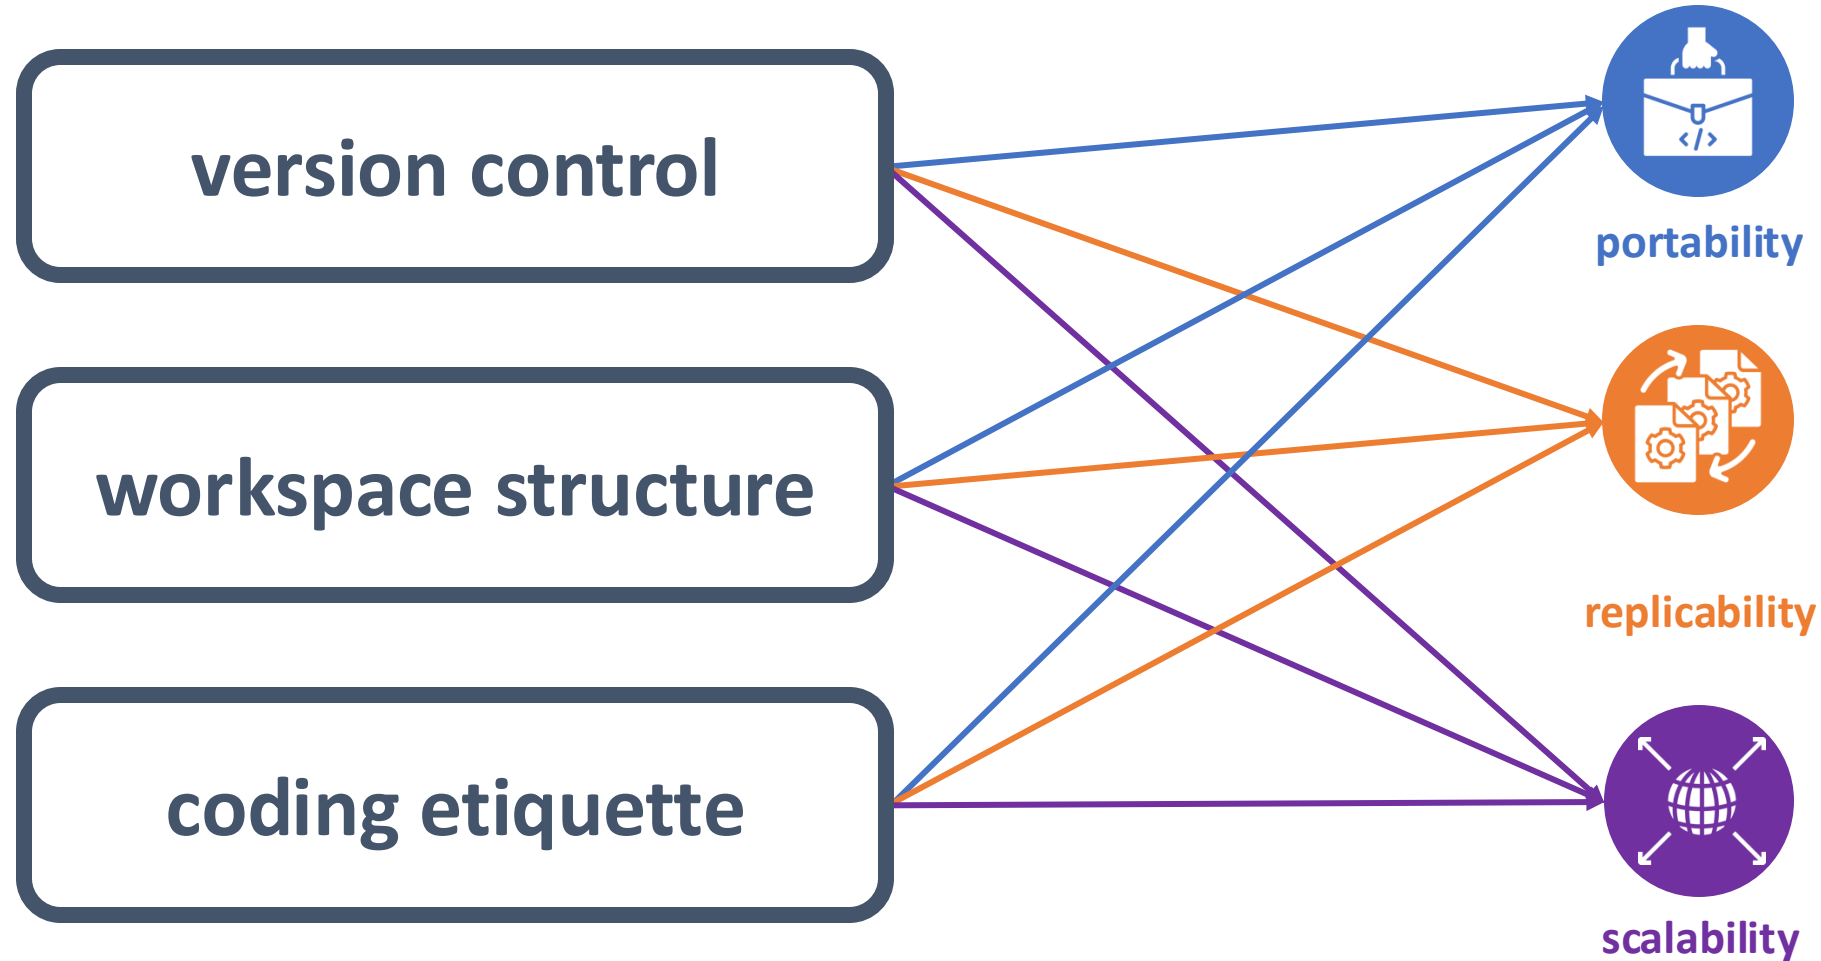 version control
workspace structure
coding etiquette
</>
portability
replicability
scalability